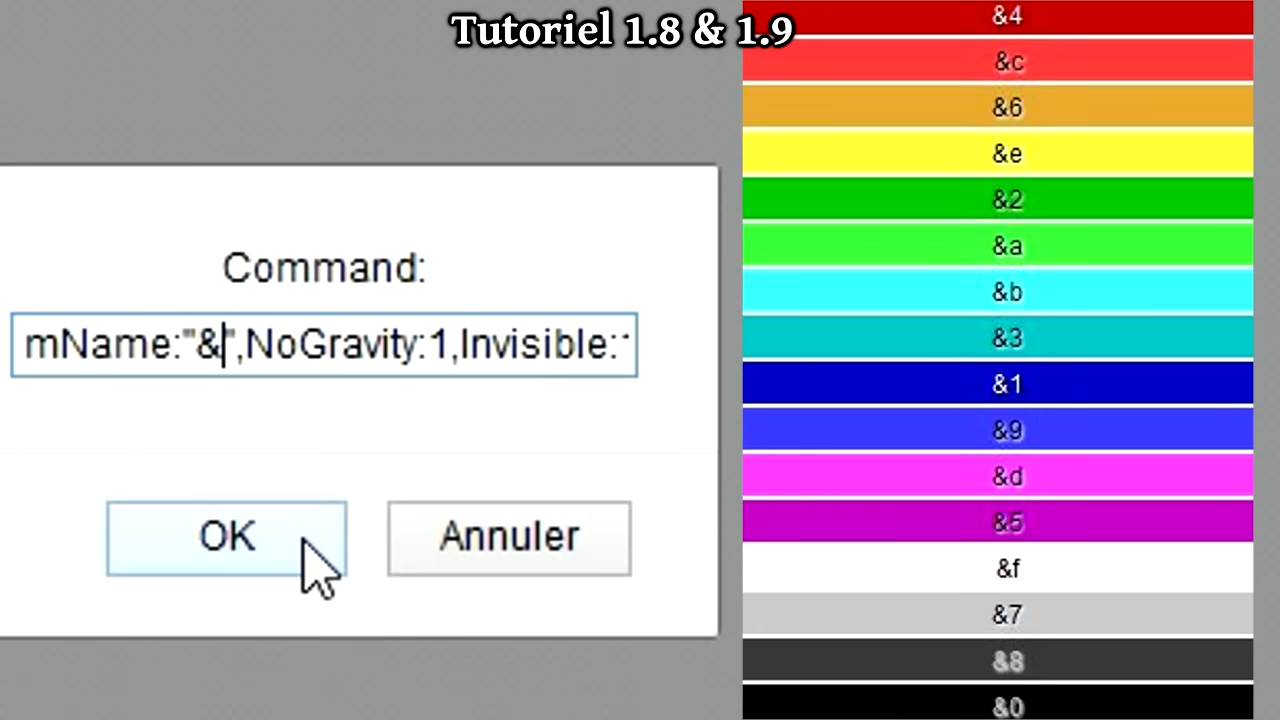 Tutoriel 1.8 & 1.9
Command:
mName:"&",NoGravity:1,Invisible:
OK
Annuler
&4
&c
&6
&e
&2
&a
&b
&3
&1
&9
&d
&5
&f
&7
&8
&0